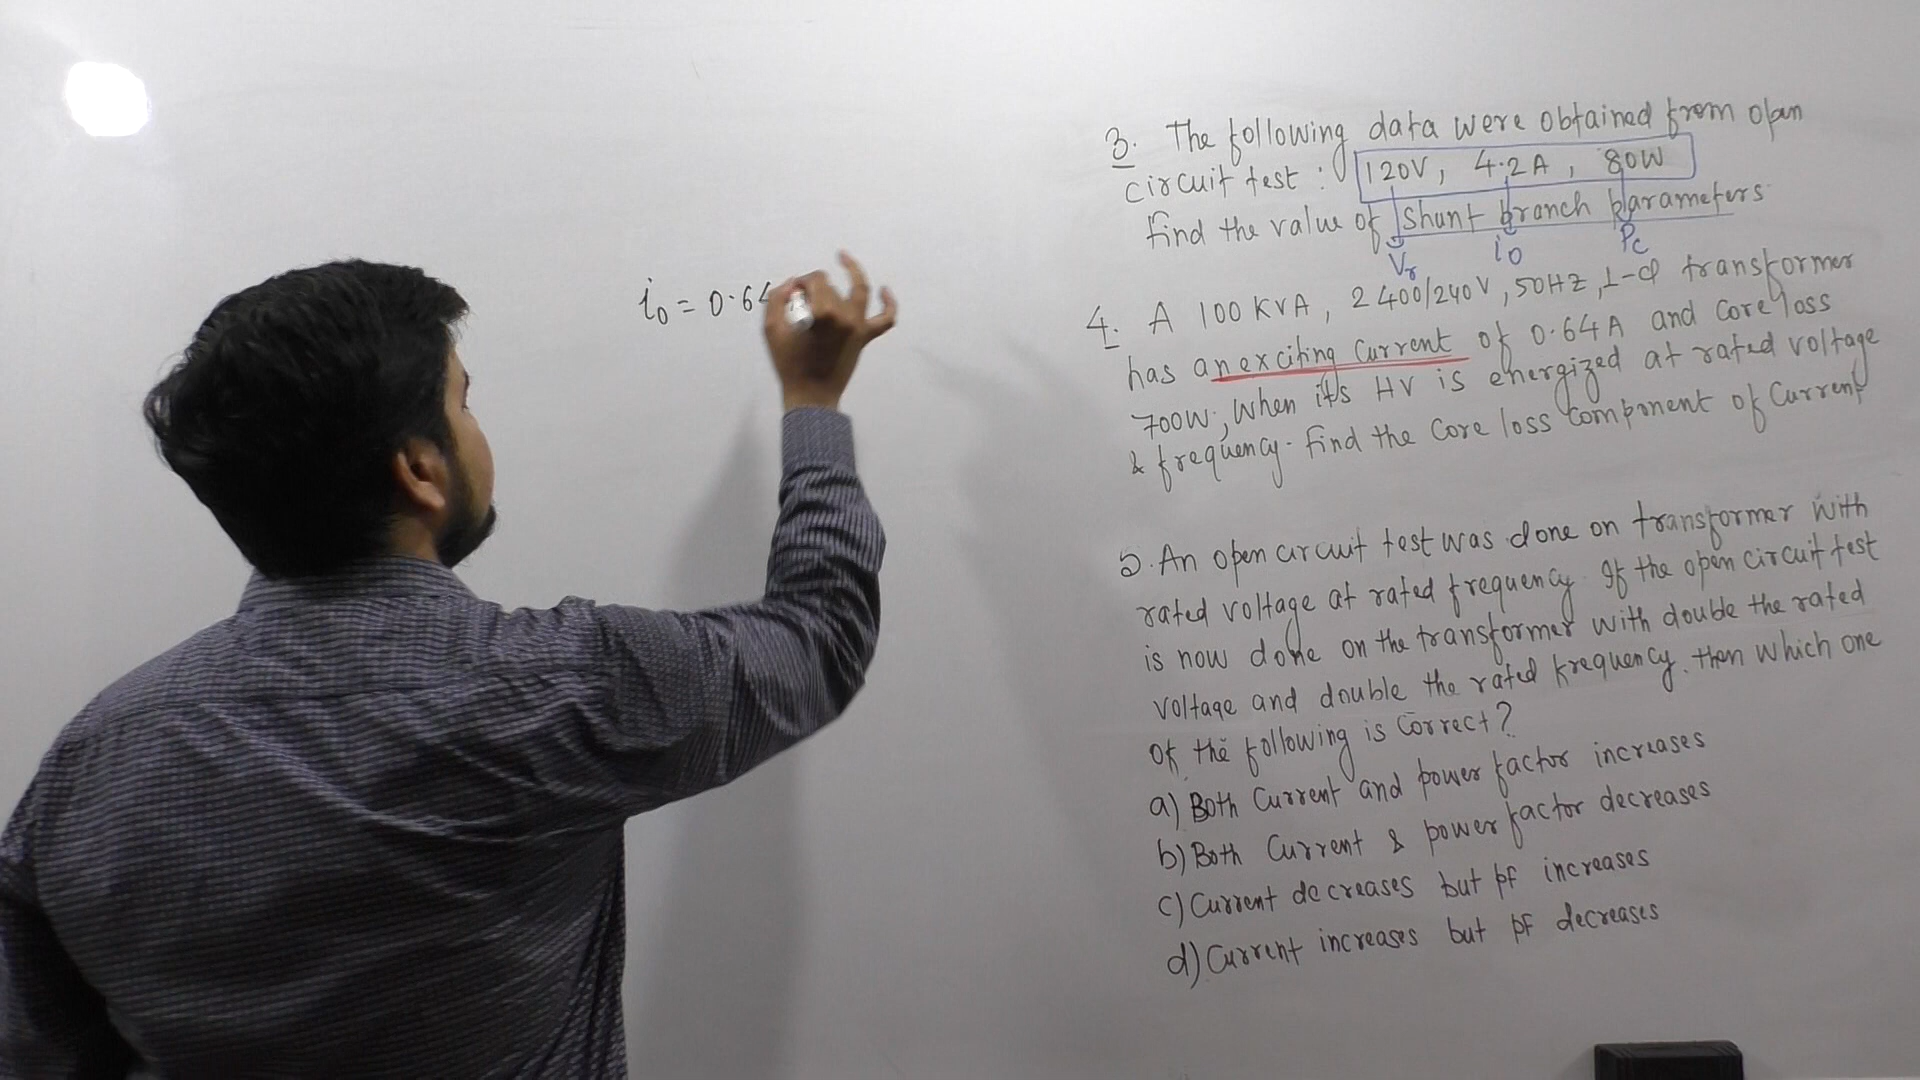 i0 = 0.64
3. The following data were obtained from open
circuit test : 120V, 4.2A, 80W
Find the value of shunt branch parameters
Vr i0 Pc
4. A 100 KVA, 2400/240V, 50HZ, 1-Φ transformer
has an exciting Current of 0.64A and Core loss
700W, When its HV is energized at rated voltage
& frequency. Find the Core loss Component of Current
5. An open circuit test was done on transformer with
rated voltage at rated frequency. If the open circuit test
is now done on the transformer with double the rated
voltage and double the rated frequency. then which one
of the following is Correct?
a) Both Current and power factor increases
b) Both Current & power factor decreases
c) Current decreases but pf increases
d) Current increases but pf decreases